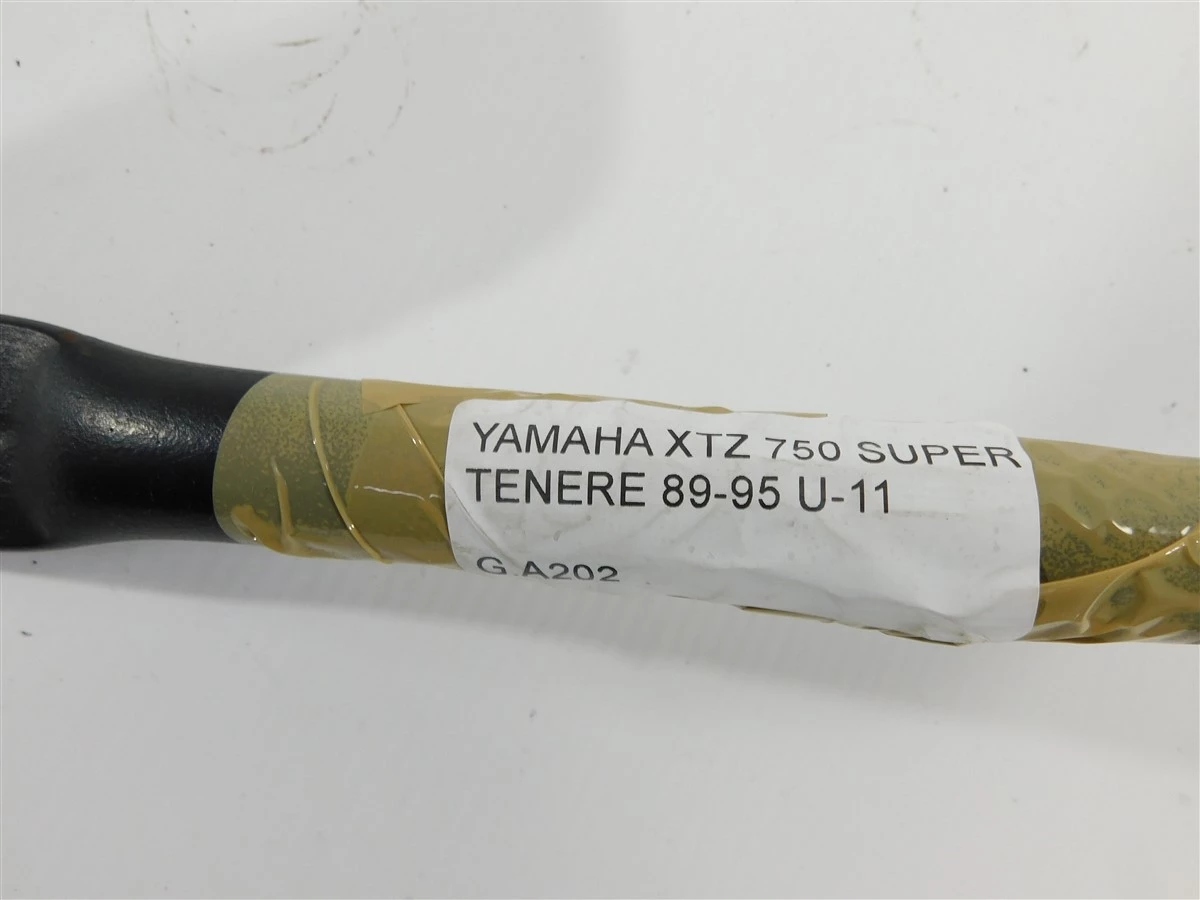 YAMAHA XTZ 750 SUPER
TENERE 89-95 U-11
G.A202